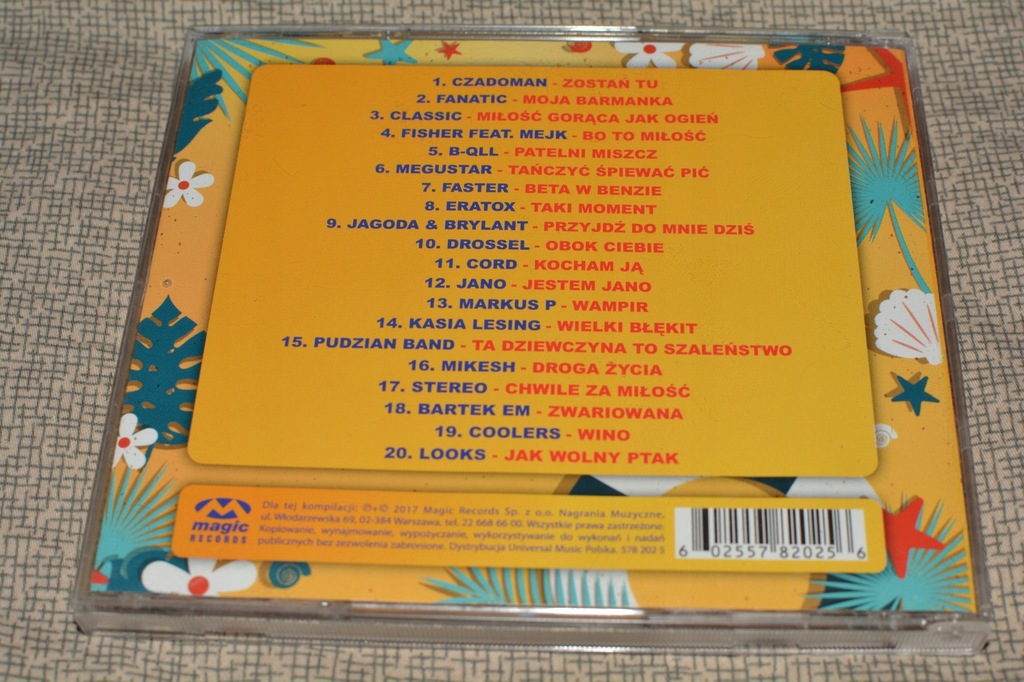 1. CZADOMAN - ZOSTAŃ TU
2. FANATIC - MOJA BARMANKA
3. CLASSIC - MIŁOŚĆ GORĄCA JAK OGIEŃ
4. FISHER FEAT. MEJK - BO TO MIŁOŚĆ
5. B-QLL - PATELNI MISZCZ
6. MEGUSTAR - TAŃCZYĆ ŚPIEWAĆ PIĆ
7. FASTER - BETA W BENZIE
8. ERATOX - TAKI MOMENT
9. JAGODA & BRYLANT - PRZYJDŹ DO MNIE DZIŚ
10. DROSSEL - OBOK CIEBIE
11. CORD - KOCHAM JĄ
12. JANO - JESTEM JANO
13. MARKUS P - WAMPIR
14. KASIA LESING - WIELKI BŁĘKIT
15. PUDZIAN BAND - TA DZIEWCZYNA TO SZALEŃSTWO
16. MIKESH - DROGA ŻYCIA
17. STEREO - CHWILE ZA MIŁOŚĆ
18. BARTEK EM - ZWARIOWANA
19. COOLERS - WINO
20. LOOKS - JAK WOLNY PTAK
magic
RECORDS
Dla tej kompilacji: ℗+© 2017 Magic Records Sp. z o.o. Nagrania Muzyczne,
ul. Włodarzewska 69, 02-384 Warszawa, tel. 22 668 66 00. Wszystkie prawa zastrzeżone.
Kopiowanie, wynajmowanie, wypożyczanie, wykorzystywanie do wykonań i nadań
publicznych bez zezwolenia zabronione. Dystrybucja Universal Music Polska. 578 202 5
6 02557 82025 6